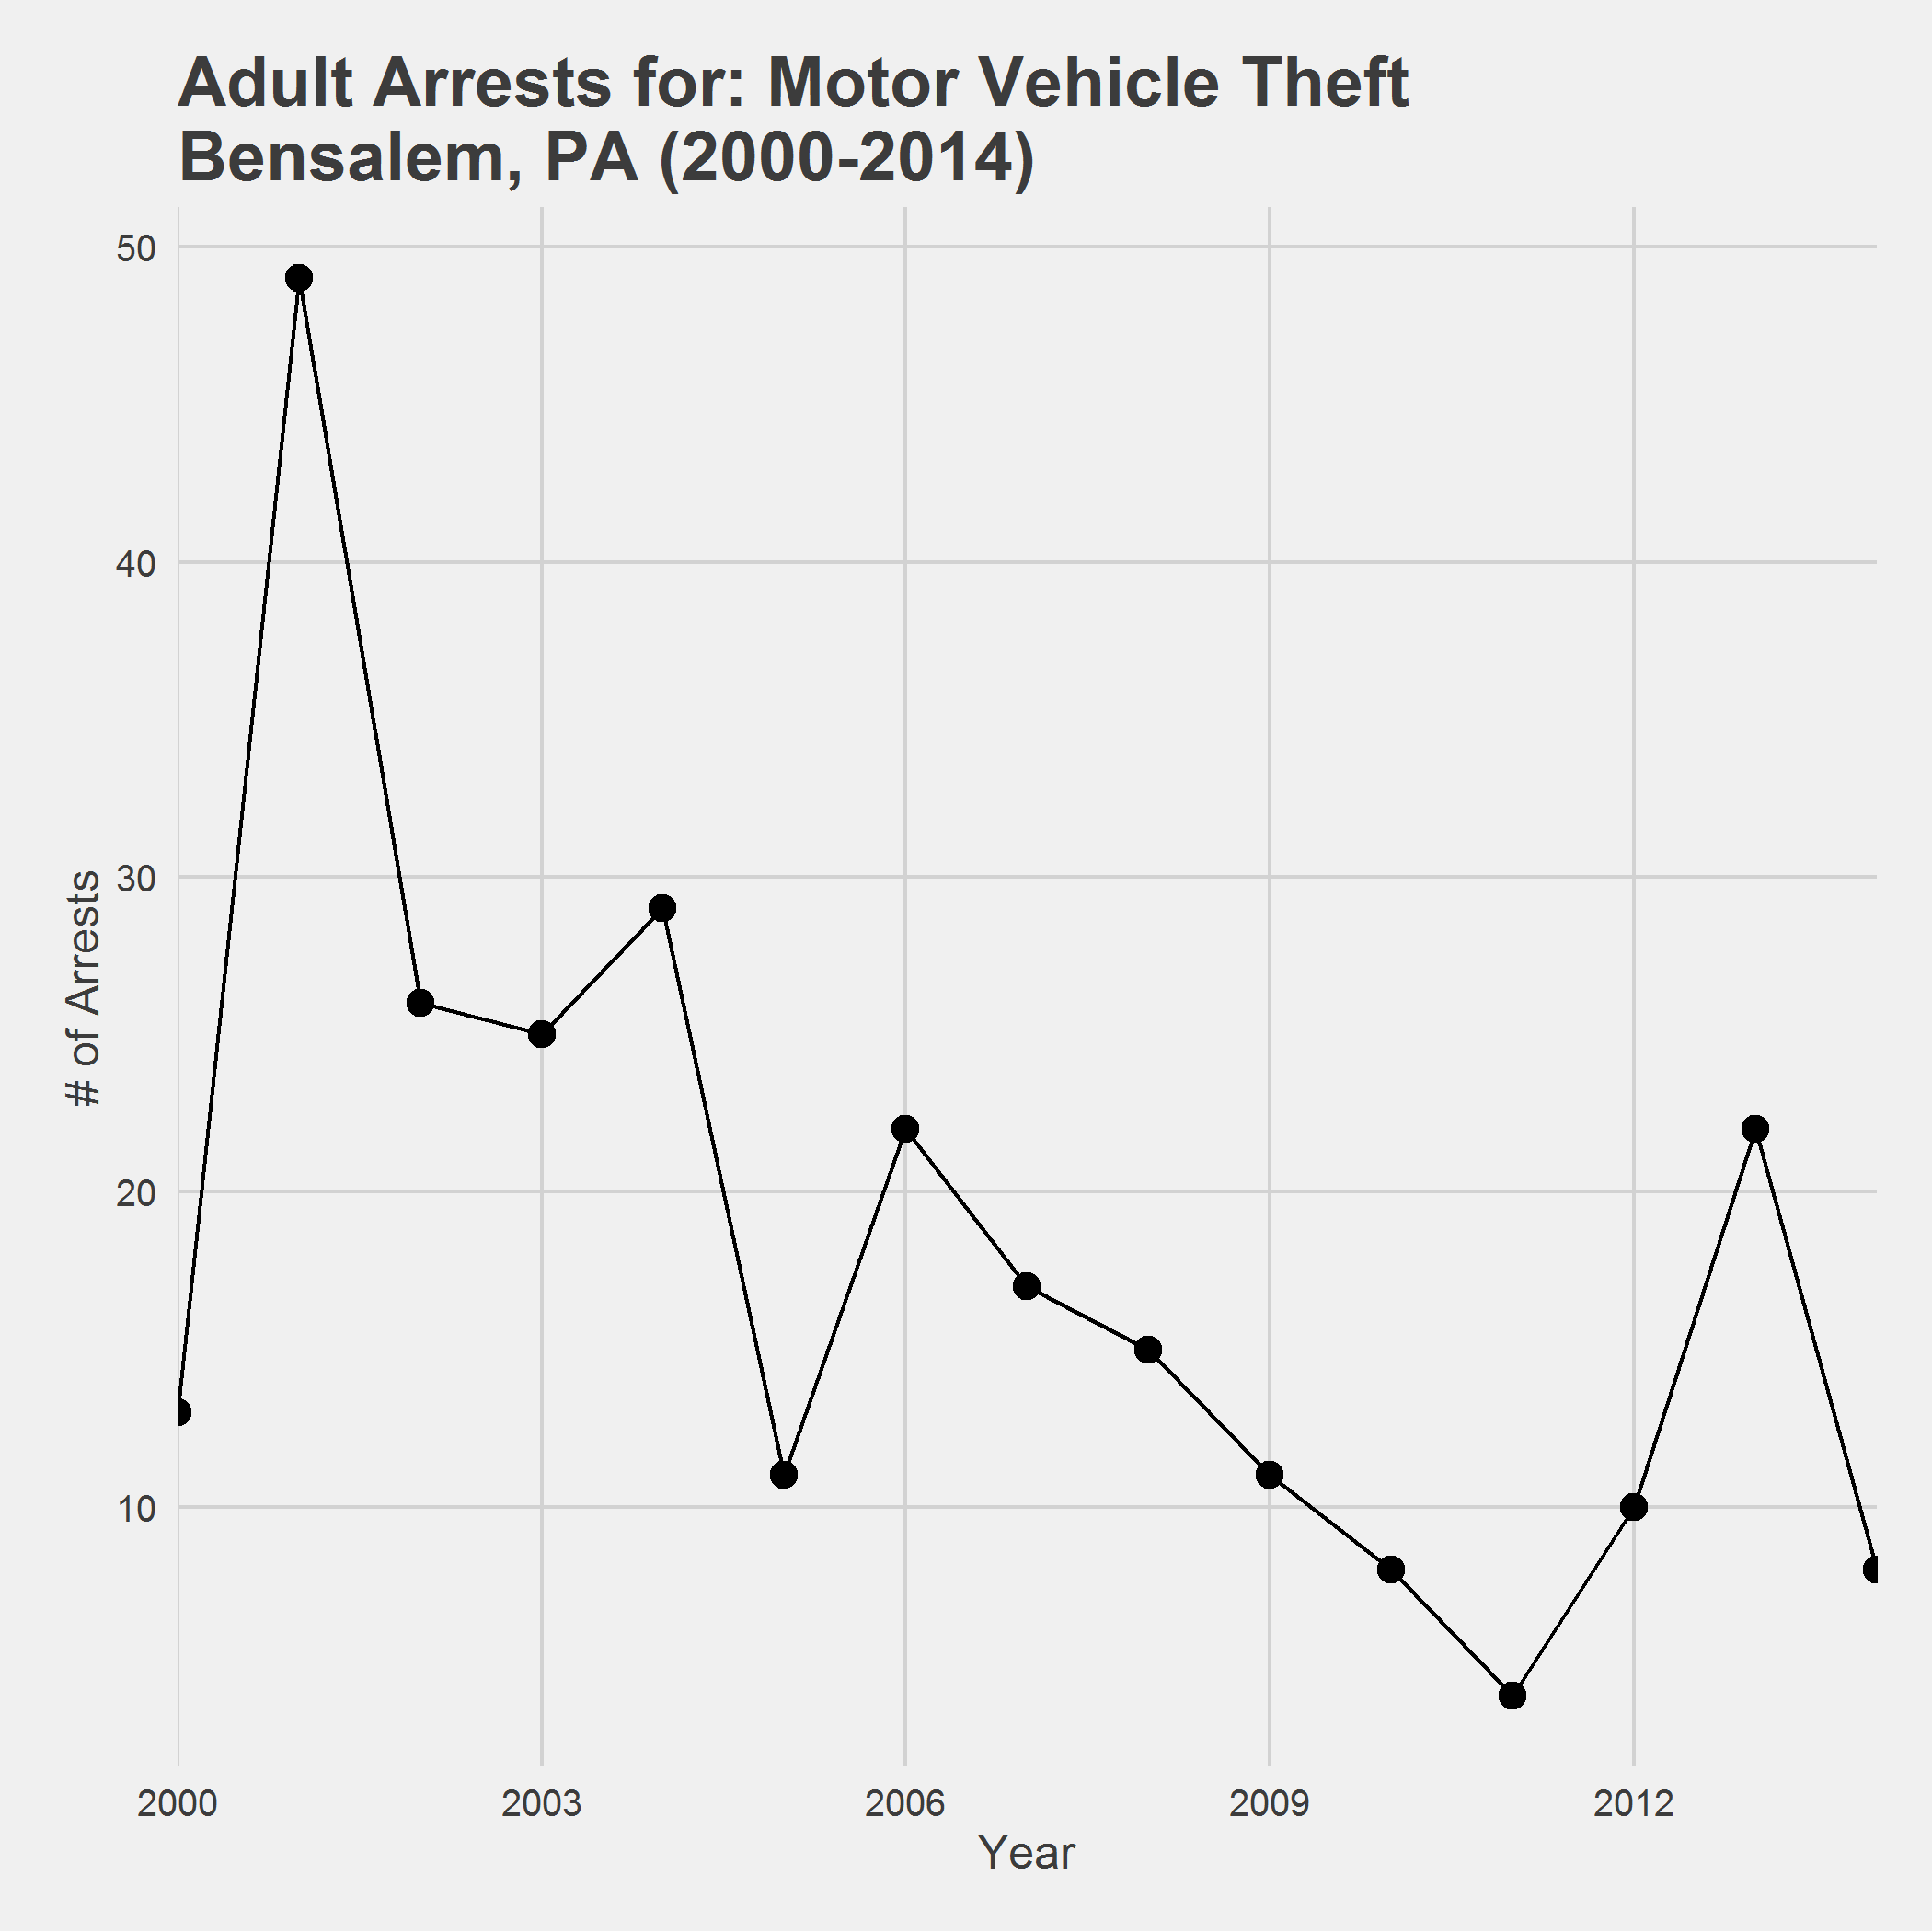 Adult Arrests for: Motor Vehicle Theft
Bensalem, PA (2000-2014)
50
40
30
20
10
# of Arrests
2000 2003 2006 2009 2012
Year